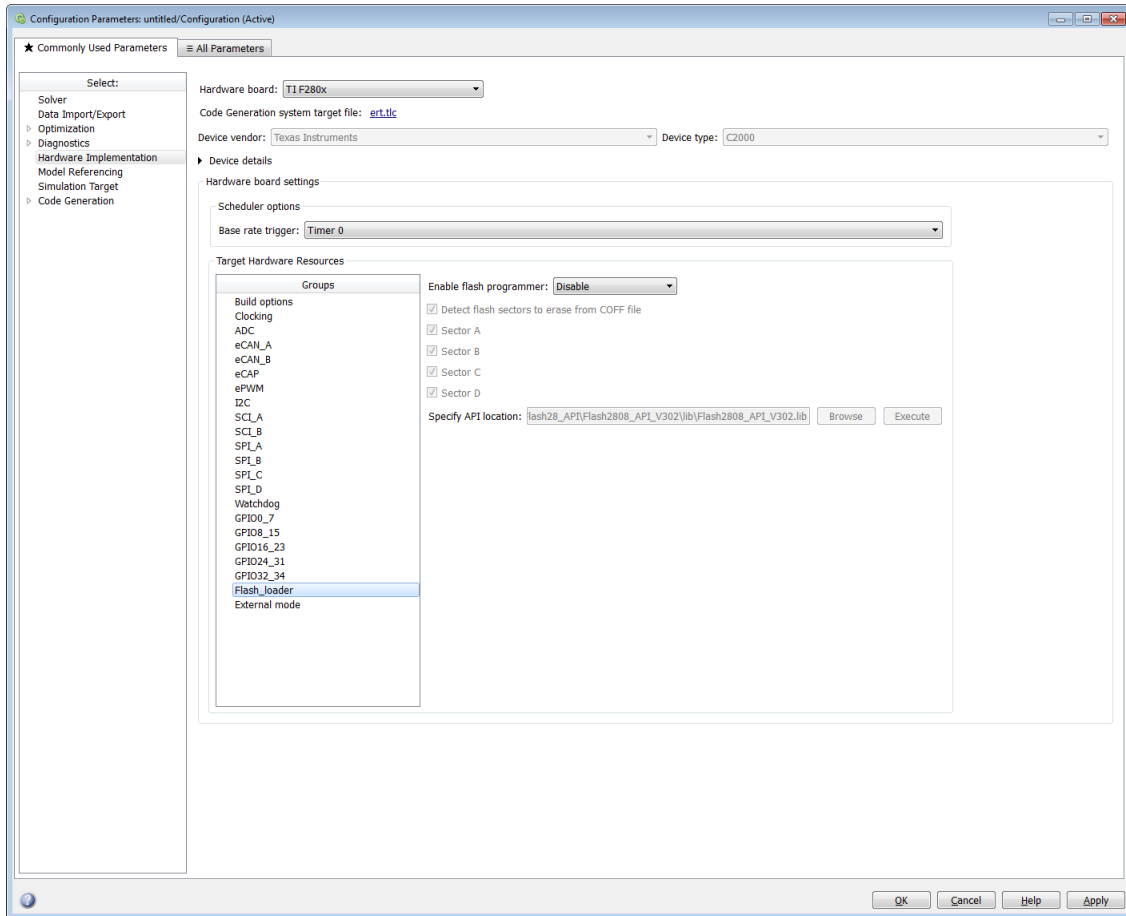 Configuration Parameters: untitled/Configuration (Active)
★ Commonly Used Parameters
≡ All Parameters
Select:
Solver
Data Import/Export
Optimization
Diagnostics
Hardware Implementation
Model Referencing
Simulation Target
Code Generation
Hardware board: TI F280x
Code Generation system target file: ert.tlc
Device vendor: Texas Instruments Device type: C2000
Device details
Hardware board settings
Scheduler options
Base rate trigger: Timer 0
Target Hardware Resources
Groups
Build options
Clocking
ADC
eCAN_A
eCAN_B
eCAP
ePWM
I2C
SCI_A
SCI_B
SPI_A
SPI_B
SPI_C
SPI_D
Watchdog
GPIO0_7
GPIO8_15
GPIO16_23
GPIO24_31
GPIO32_34
Flash_loader
External mode
Enable flash programmer: Disable
Detect flash sectors to erase from COFF file
Sector A
Sector B
Sector C
Sector D
Specify API location: lash28_API\Flash2808_API_V302\lib\Flash2808_API_V302.lib Browse Execute
OK Cancel Help Apply